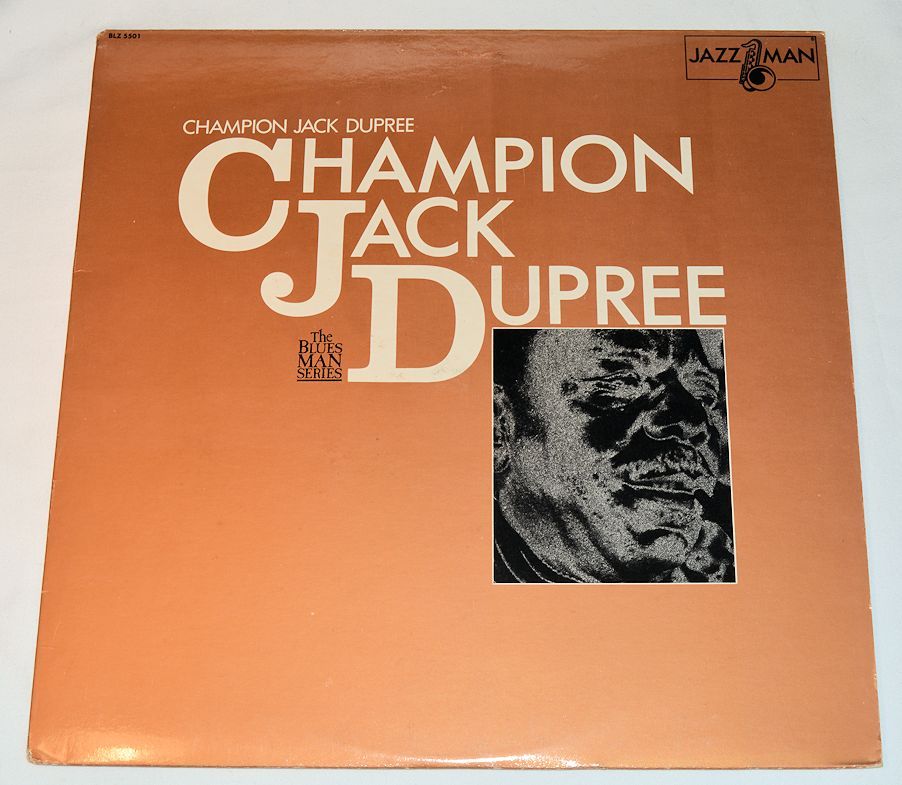 BLZ 5501
JAZZ MAN
CHAMPION JACK DUPREE
CHAMPION
JACK
DUPREE
The
BLUES
MAN
SERIES